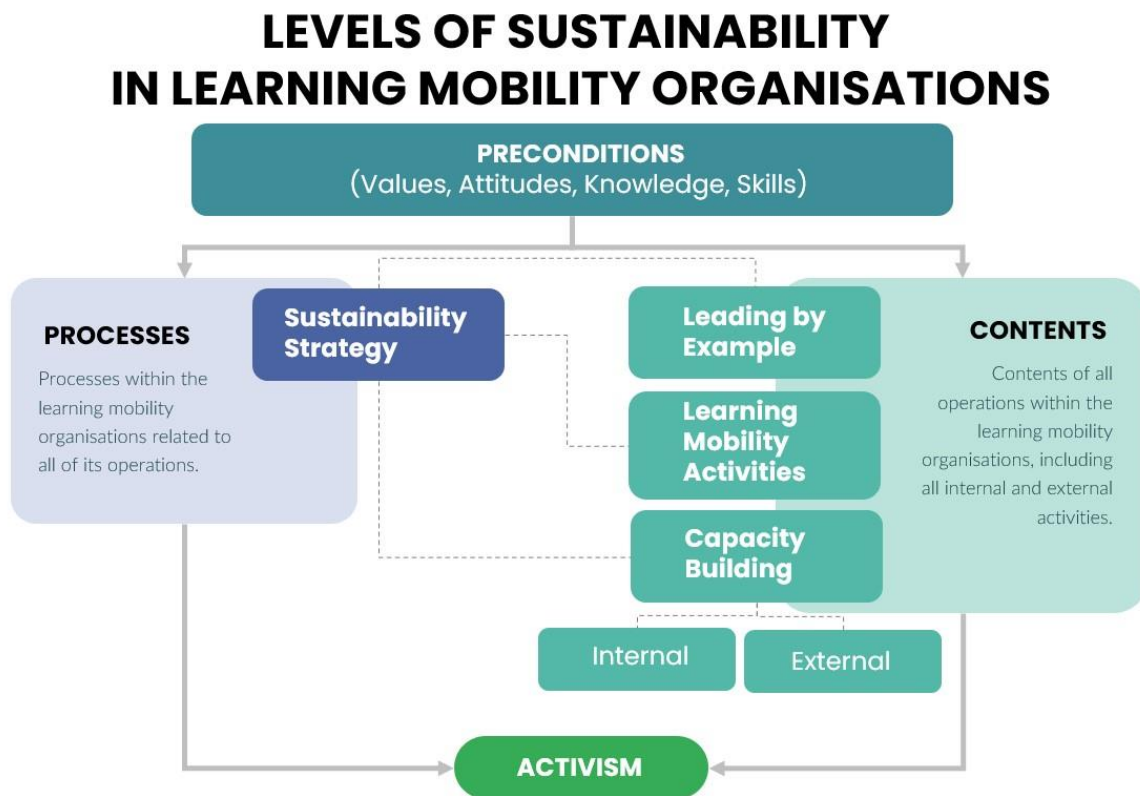 LEVELS OF SUSTAINABILITY
IN LEARNING MOBILITY ORGANISATIONS
PRECONDITIONS
(Values, Attitudes, Knowledge, Skills)
PROCESSES
Processes within the
learning mobility
organisations related to
all of its operations.
Sustainability
Strategy
Leading by
Example
Learning
Mobility
Activities
Capacity
Building
Internal
External
CONTENTS
Contents of all
operations within the
learning mobility
organisations, including
all internal and external
activities.
ACTIVISM